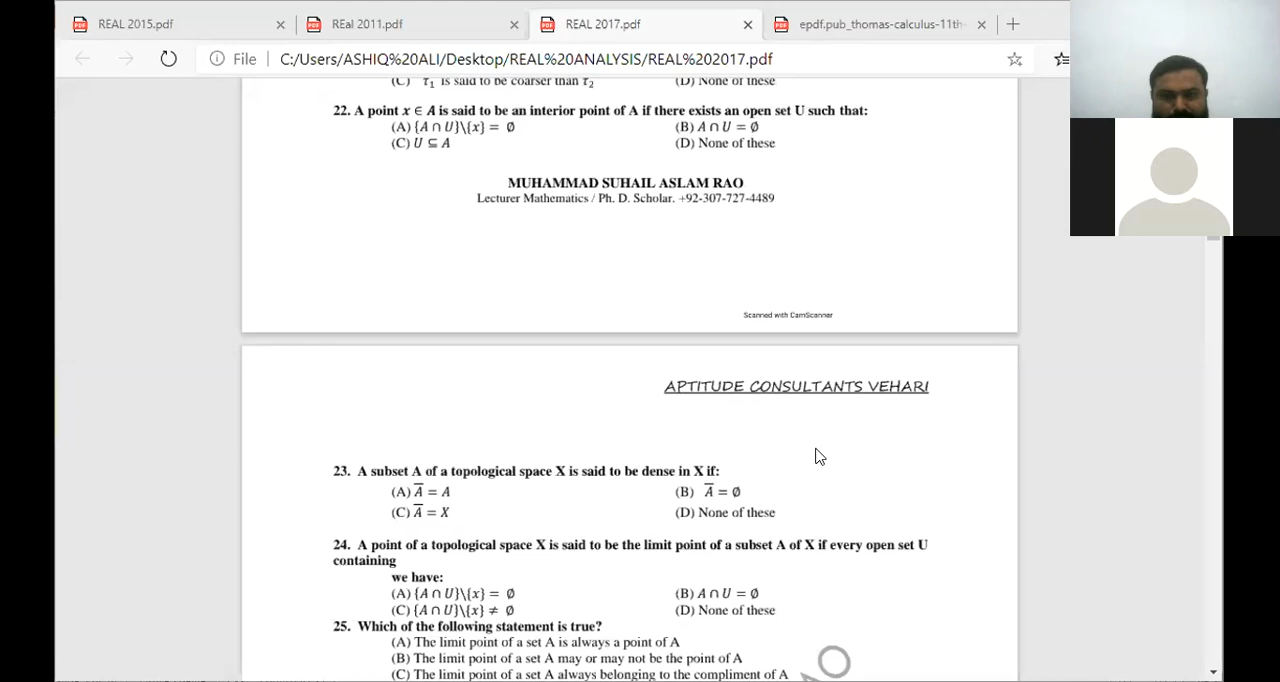 REAL 2015.pdf
REal 2011.pdf
REAL 2017.pdf
epdf.pub_thomas-calculus-11th-
File
C:/Users/ASHIQ%20ALI/Desktop/REAL%20ANALYSIS/REAL%202017.pdf
(C) τ₁ is said to be coarser than τ₂ (D) None of these
22. A point x ∈ A is said to be an interior point of A if there exists an open set U such that:
(A) {A ∩ U}\{x} = ∅ (B) A ∩ U = ∅
(C) U ⊆ A (D) None of these
MUHAMMAD SUHAIL ASLAM RAO
Lecturer Mathematics / Ph. D. Scholar. +92-307-727-4489
Scanned with CamScanner
APTITUDE CONSULTANTS VEHARI
23. A subset A of a topological space X is said to be dense in X if:
(A) A̅ = A (B) A̅ = ∅
(C) A̅ = X (D) None of these
24. A point of a topological space X is said to be the limit point of a subset A of X if every open set U
containing
we have:
(A) {A ∩ U}\{x} = ∅ (B) A ∩ U = ∅
(C) {A ∩ U}\{x} ≠ ∅ (D) None of these
25. Which of the following statement is true?
(A) The limit point of a set A is always a point of A
(B) The limit point of a set A may or may not be the point of A
(C) The limit point of a set A always belonging to the compliment of A